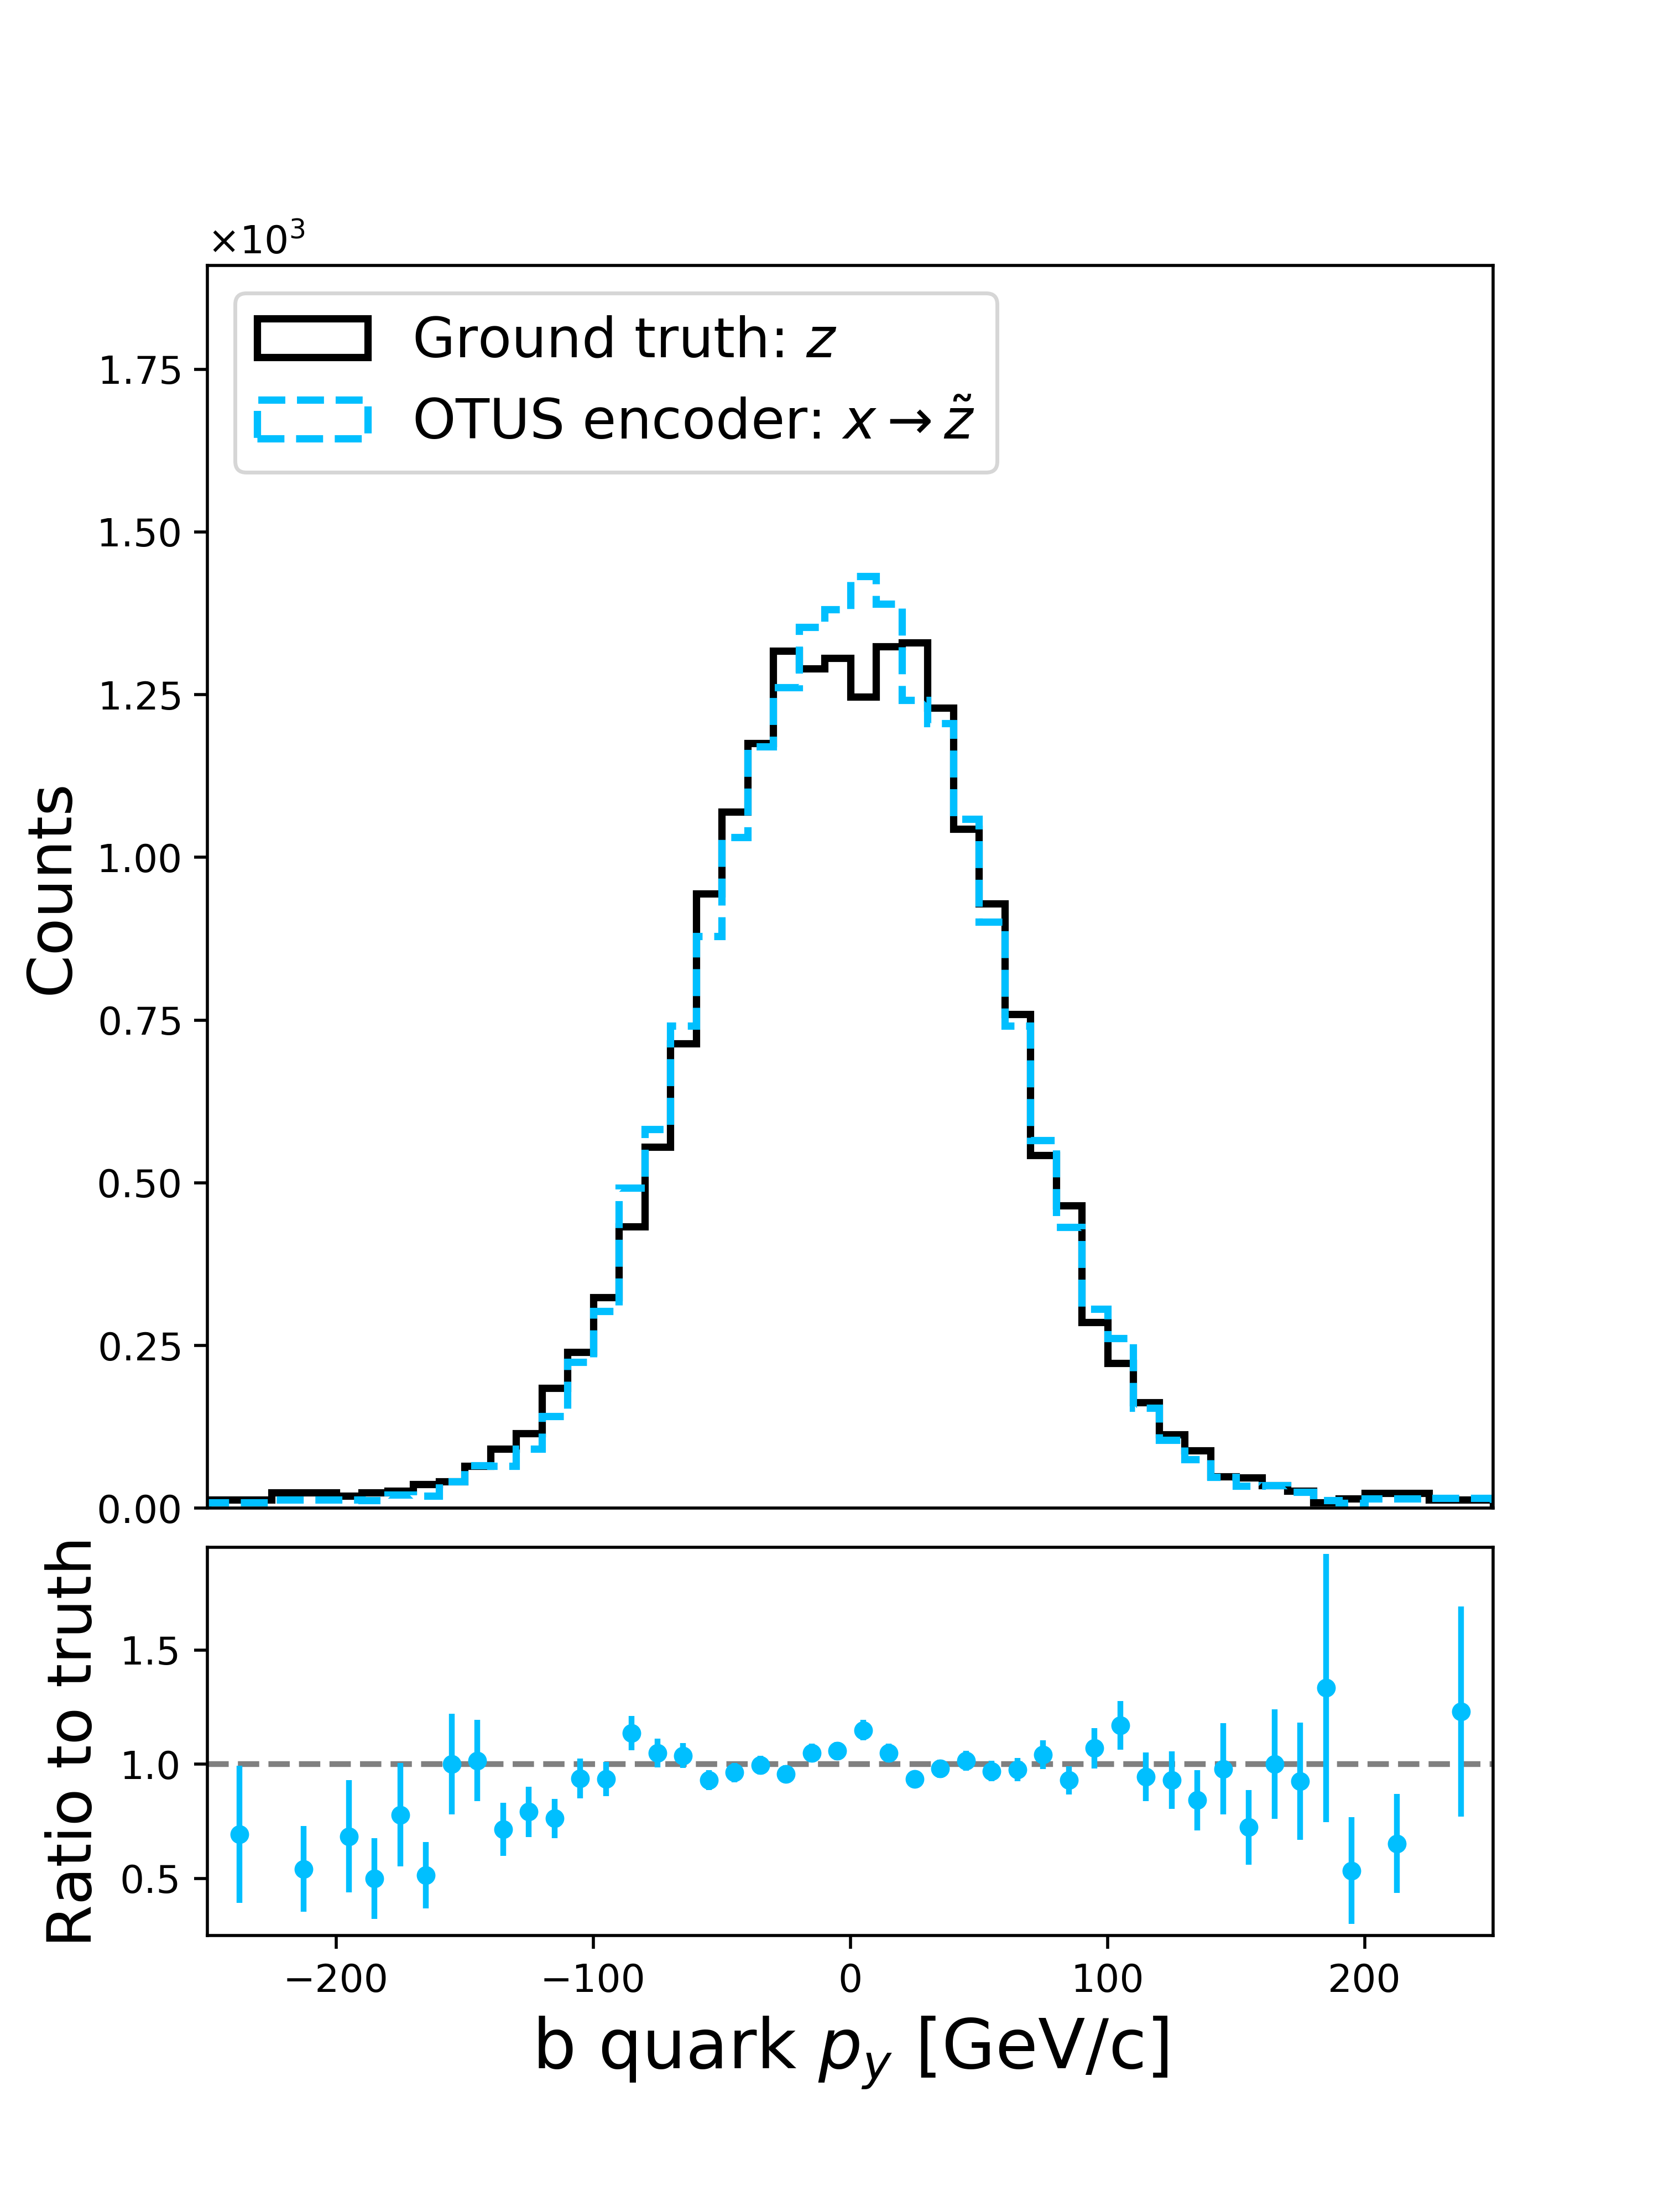 ×10³
Ground truth: z
OTUS encoder: x → z̃
1.75
1.50
1.25
1.00
0.75
0.50
0.25
0.00
Counts
1.5
1.0
0.5
Ratio to truth
−200 −100 0 100 200
b quark p_y [GeV/c]